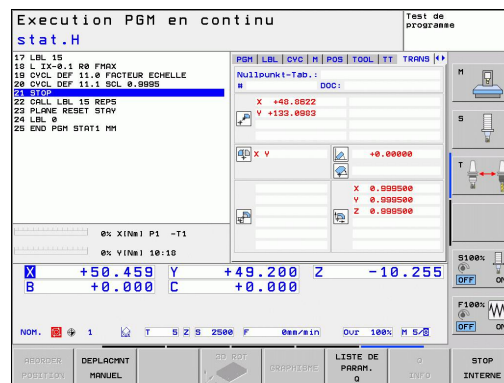 Execution PGM en continu
Test de programme
stat.H
17 LBL 15
18 L IX-0.1 R0 FMAX
19 CYCL DEF 11.0 FACTEUR ECHELLE
20 CYCL DEF 11.1 SCL 0.9995
21 STOP
22 CALL LBL 15 REP5
23 PLANE RESET STAY
24 LBL 0
25 END PGM STAT1 MM
PGM LBL CYC M POS TOOL TT TRANS
Nullpunkt-Tab.:
# DOC:
X +48.8622
Y +133.0983
X Y
+0.00000
X 0.999500
Y 0.999500
Z 0.999500
0% X[Nm] P1 -T1
0% Y[Nm] 10:18
X +50.459 Y +49.200 Z -10.255
B +0.000 C +0.000
NOM. 1 T 5 Z S 2500 F 0mm/min Ovr 100% M 5/8
M
S
T
S100%
OFF ON
F100%
OFF ON
ABORDER POSITION
DEPLACMNT MANUEL
3D ROT
GRAPHISME
LISTE DE PARAM. Q
Q INFO
STOP INTERNE